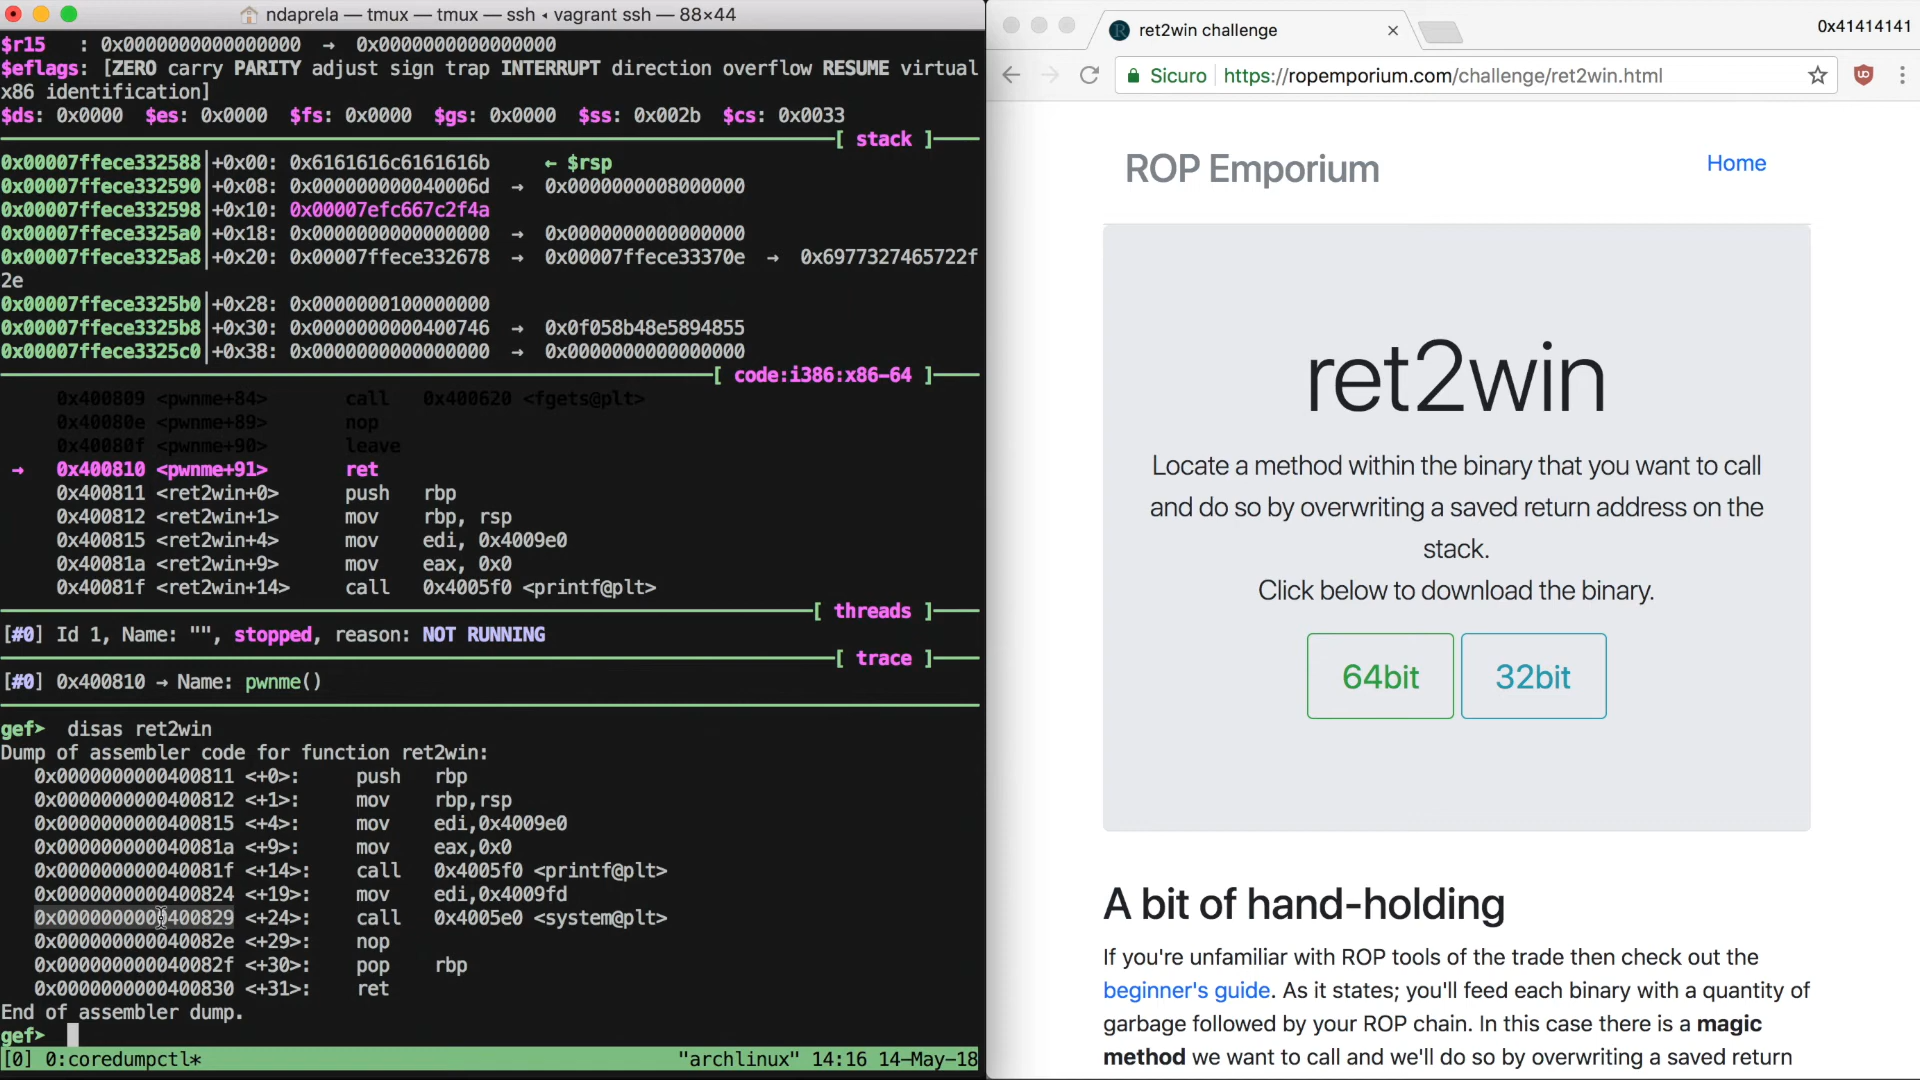 ndaprela — tmux — tmux — ssh ◂ vagrant ssh — 88×44
$r15   : 0x0000000000000000  →  0x0000000000000000
$eflags: [ZERO carry PARITY adjust sign trap INTERRUPT direction overflow RESUME virtual
x86 identification]
$ds: 0x0000  $es: 0x0000  $fs: 0x0000  $gs: 0x0000  $ss: 0x002b  $cs: 0x0033
[ stack ]
0x00007ffece332588|+0x00: 0x6161616c6161616b     ← $rsp
0x00007ffece332590|+0x08: 0x000000000040006d  →  0x0000000008000000
0x00007ffece332598|+0x10: 0x00007efc667c2f4a
0x00007ffece3325a0|+0x18: 0x0000000000000000  →  0x0000000000000000
0x00007ffece3325a8|+0x20: 0x00007ffece332678  →  0x00007ffece33370e  →  0x6977327465722f
2e
0x00007ffece3325b0|+0x28: 0x0000000100000000
0x00007ffece3325b8|+0x30: 0x0000000000400746  →  0x0f058b48e5894855
0x00007ffece3325c0|+0x38: 0x0000000000000000  →  0x0000000000000000
[ code:i386:x86-64 ]
0x400809 <pwnme+84>       call   0x400620 <fgets@plt>
0x40080e <pwnme+89>       nop
0x40080f <pwnme+90>       leave
→   0x400810 <pwnme+91>       ret
0x400811 <ret2win+0>      push   rbp
0x400812 <ret2win+1>      mov    rbp, rsp
0x400815 <ret2win+4>      mov    edi, 0x4009e0
0x40081a <ret2win+9>      mov    eax, 0x0
0x40081f <ret2win+14>     call   0x4005f0 <printf@plt>
[ threads ]
[#0] Id 1, Name: "", stopped, reason: NOT RUNNING
[ trace ]
[#0] 0x400810 → Name: pwnme()
gef➤  disas ret2win
Dump of assembler code for function ret2win:
0x0000000000400811 <+0>:     push   rbp
0x0000000000400812 <+1>:     mov    rbp,rsp
0x0000000000400815 <+4>:     mov    edi,0x4009e0
0x000000000040081a <+9>:     mov    eax,0x0
0x000000000040081f <+14>:    call   0x4005f0 <printf@plt>
0x0000000000400824 <+19>:    mov    edi,0x4009fd
0x0000000000400829 <+24>:    call   0x4005e0 <system@plt>
0x000000000040082e <+29>:    nop
0x000000000040082f <+30>:    pop    rbp
0x0000000000400830 <+31>:    ret
End of assembler dump.
gef➤
[0] 0:coredumpctl*    "archlinux" 14:16 14-May-18
ret2win challenge
0x41414141
Sicuro https://ropemporium.com/challenge/ret2win.html
ROP Emporium
Home
ret2win
Locate a method within the binary that you want to call
and do so by overwriting a saved return address on the
stack.
Click below to download the binary.
64bit 32bit
A bit of hand-holding
If you're unfamiliar with ROP tools of the trade then check out the
beginner's guide. As it states; you'll feed each binary with a quantity of
garbage followed by your ROP chain. In this case there is a magic
method we want to call and we'll do so by overwriting a saved return